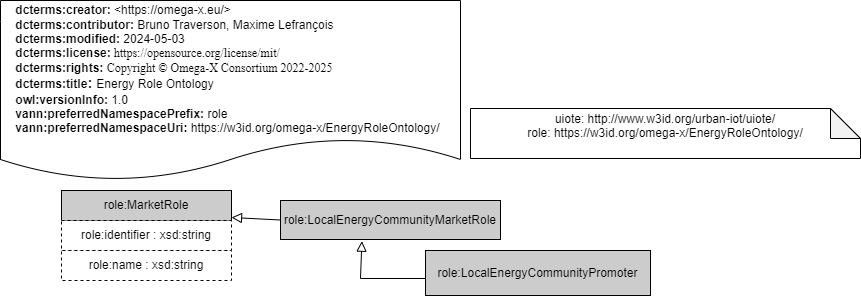 dcterms:creator: <https://omega-x.eu/>
dcterms:contributor: Bruno Traverson, Maxime Lefrançois
dcterms:modified: 2024-05-03
dcterms:license: https://opensource.org/license/mit/
dcterms:rights: Copyright © Omega-X Consortium 2022-2025
dcterms:title: Energy Role Ontology
owl:versionInfo: 1.0
vann:preferredNamespacePrefix: role
vann:preferredNamespaceUri: https://w3id.org/omega-x/EnergyRoleOntology/
uiote: http://www.w3id.org/urban-iot/uiote/
role: https://w3id.org/omega-x/EnergyRoleOntology/
role:MarketRole
role:identifier : xsd:string
role:name : xsd:string
role:LocalEnergyCommunityMarketRole
role:LocalEnergyCommunityPromoter